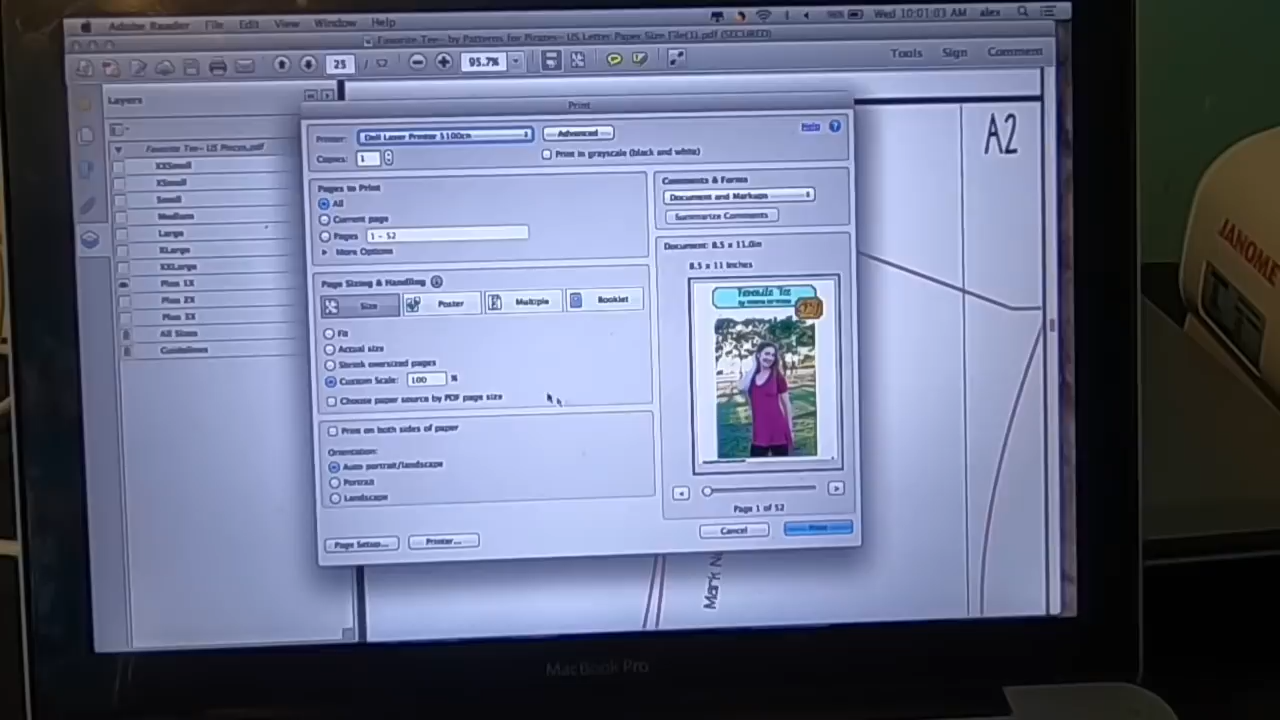 Adobe Reader File Edit View Window Help
Wed 10:01:03 AM alex
Favorite Tee- by Patterns for Pirates- US Letter Paper Size File(1).pdf (SECURED)
25 /
95.7%
Tools Sign Comment
Layers
Favorite Tee- US Pieces.pdf
XXSmall
XSmall
Small
Medium
Large
XLarge
XXLarge
Plus 1X
Plus 2X
All Sizes
Guidelines
Print
Printer: Dell Laser Printer 5100cn
Advanced
Help
Copies: 1
Print in grayscale (black and white)
Pages to Print
All
Current page
Pages 1 - 52
More Options
Comments & Forms
Document and Markups
Summarize Comments
Page Sizing & Handling
Size
Poster
Multiple
Booklet
Fit
Actual size
Shrink oversized pages
Custom Scale: 100 %
Choose paper source by PDF page size
Print on both sides of paper
Orientation:
Auto portrait/landscape
Portrait
Landscape
Document: 8.5 x 11.0in
8.5 x 11 Inches
Favorite Tee
Page 1 of 52
Page Setup...
Printer...
Cancel
Print
A2
Mark N
MacBook Pro
JANOME